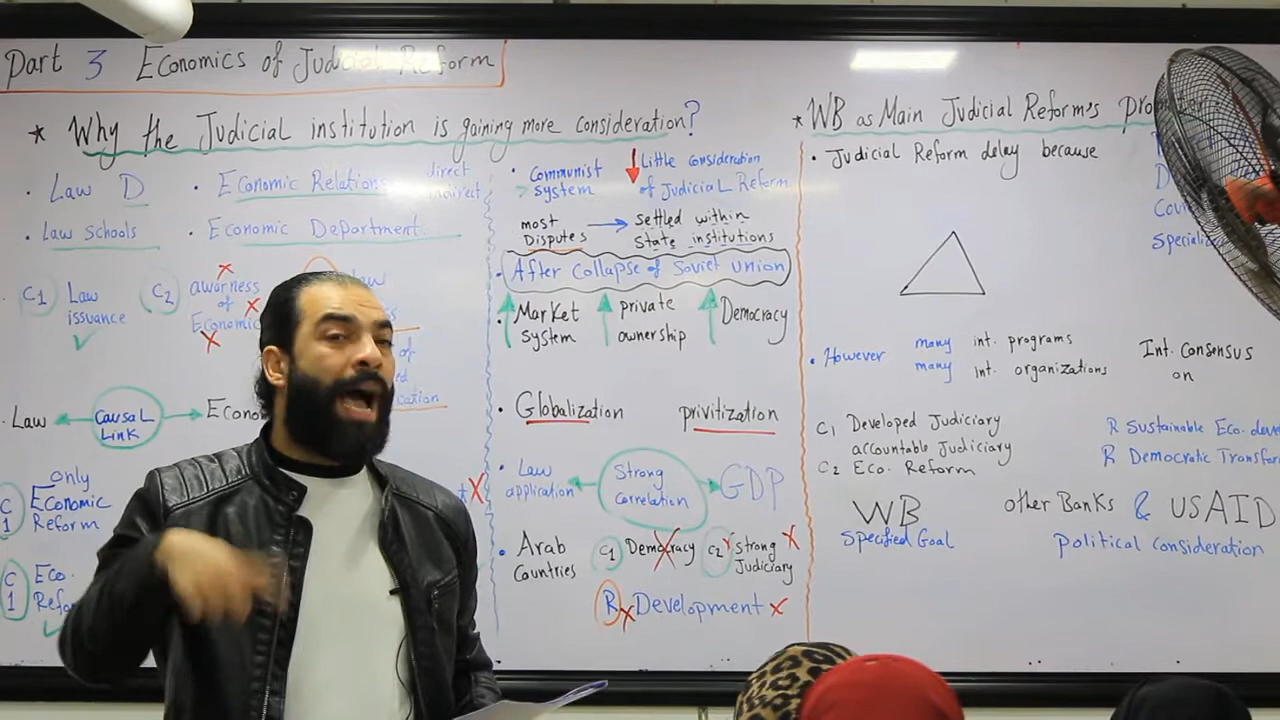 Part 3 Economics of Judicial Reform
* Why the Judicial institution is gaining more consideration?
• Law D
• Economic Relations
direct
indirect
• Law schools
• Economic Department
C1 Law
issuance
C2 awarness
of
Economic
Law
of
Law
Causal
Link
only
Economic
Reform
C
1
Eco.
C
1
• Communist
system
Little consideration
of Judicial Reform
most
Disputes
settled within
state institutions
• After collapse of Soviet union
• Market
system
private
ownership
Democracy
• Globalization
privitization
• Law
application
Strong
correlation
GDP
• Arab
Countries
C1 Democracy
C2 strong
Judiciary
R Development
* WB as Main Judicial Reform's
• Judicial Reform delay because
• However
many int. programs
many int. organizations
Int. consensus
on
C1 Developed Judiciary
accountable Judiciary
C2 Eco. Reform
R Sustainable Eco.
R Democratic
WB
Specified Goal
other Banks & USAID
political consideration